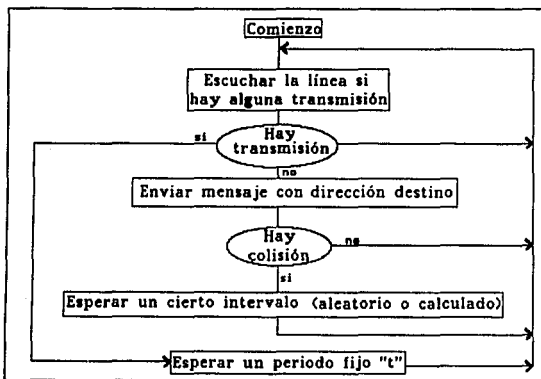 Comienzo
Escuchar la línea si
hay alguna transmisión
si
Hay
transmisión
no
Enviar mensaje con dirección destino
Hay
colisión
no
si
Esperar un cierto intervalo (aleatorio o calculado)
Esperar un periodo fijo "t"